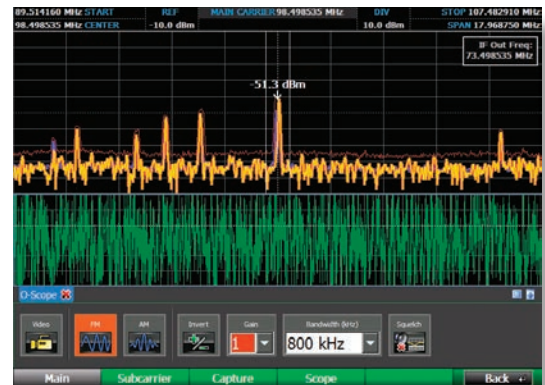 89.514160 MHz START REF MAIN CARRIER 98.498535 MHz DIV STOP 107.482910 MHz
98.498535 MHz CENTER -10.0 dBm 10.0 dBm SPAN 17.968750 MHz
IF Out Freq:
73.498535 MHz
-51.3 dBm
O-Scope
Video FM AM Invert Gain Bandwidth (kHz) Squelch
1 800 kHz
Main Subcarrier Capture Scope Back